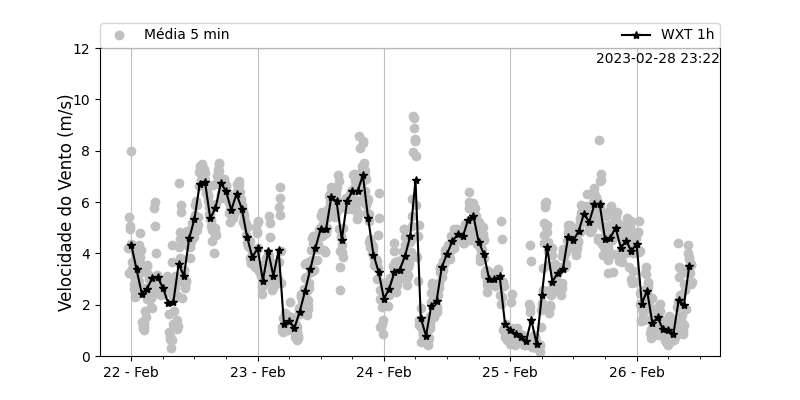 Média 5 min
WXT 1h
2023-02-28 23:22
Velocidade do Vento (m/s)
12
10
8
6
4
2
0
22 - Feb
23 - Feb
24 - Feb
25 - Feb
26 - Feb